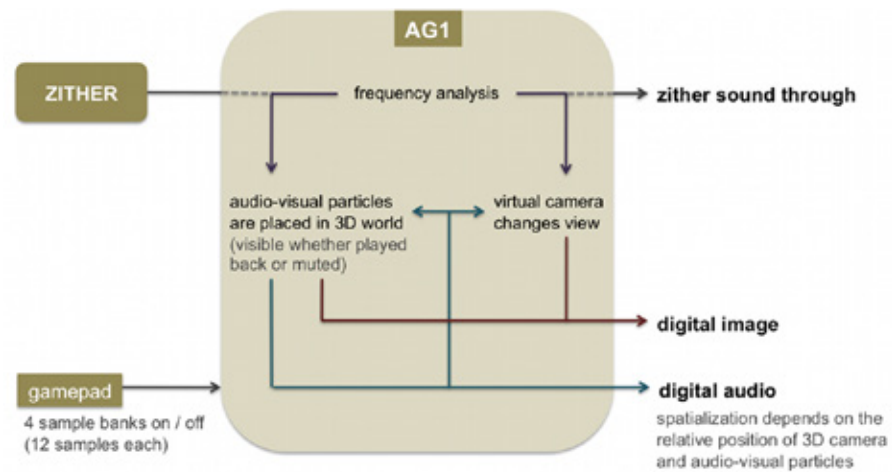 AG1
ZITHER
frequency analysis
zither sound through
audio-visual particles
are placed in 3D world
(visible whether played
back or muted)
virtual camera
changes view
digital image
gamepad
4 sample banks on / off
(12 samples each)
digital audio
spatialization depends on the
relative position of 3D camera
and audio-visual particles